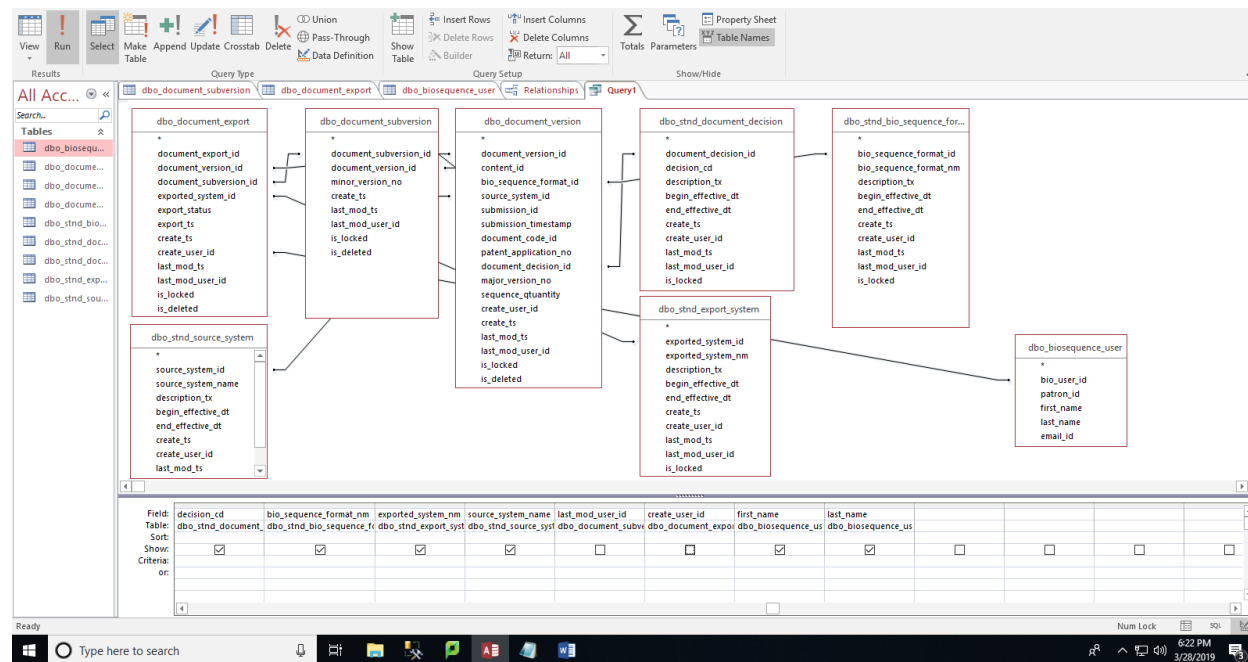 View
Run
Select
Make Table
Append
Update
Crosstab
Delete
Union
Pass-Through
Data Definition
Show Table
Insert Rows
Delete Rows
Builder
Insert Columns
Delete Columns
Return: All
Totals
Parameters
Property Sheet
Table Names
Results
Query Type
Query Setup
Show/Hide
All Acc...
dbo_document_subversion
dbo_document_export
dbo_biosequence_user
Relationships
Query1
Search..
Tables
dbo_biosequ...
dbo_docume...
dbo_docume...
dbo_docume...
dbo_stnd_bio...
dbo_stnd_doc...
dbo_stnd_doc...
dbo_stnd_exp...
dbo_stnd_sou...
dbo_document_export
*
document_export_id
document_version_id
document_subversion_id
exported_system_id
export_status
export_ts
create_ts
create_user_id
last_mod_ts
last_mod_user_id
is_locked
is_deleted
dbo_document_subversion
*
document_subversion_id
document_version_id
minor_version_no
create_ts
last_mod_ts
last_mod_user_id
is_locked
is_deleted
dbo_document_version
*
document_version_id
content_id
bio_sequence_format_id
source_system_id
submission_id
submission_timestamp
document_code_id
patent_application_no
document_decision_id
major_version_no
sequence_qtuantity
create_user_id
create_ts
last_mod_ts
last_mod_user_id
is_locked
is_deleted
dbo_stnd_document_decision
*
document_decision_id
decision_cd
description_tx
begin_effective_dt
end_effective_dt
create_ts
create_user_id
last_mod_ts
last_mod_user_id
is_locked
dbo_stnd_bio_sequence_for...
*
bio_sequence_format_id
bio_sequence_format_nm
description_tx
begin_effective_dt
end_effective_dt
create_ts
create_user_id
last_mod_ts
last_mod_user_id
is_locked
dbo_stnd_source_system
*
source_system_id
source_system_name
description_tx
begin_effective_dt
end_effective_dt
create_ts
create_user_id
last_mod_ts
dbo_stnd_export_system
*
exported_system_id
exported_system_nm
description_tx
begin_effective_dt
end_effective_dt
create_ts
create_user_id
last_mod_ts
last_mod_user_id
is_locked
dbo_biosequence_user
*
bio_user_id
patron_id
first_name
last_name
email_id
Field: decision_cd bio_sequence_format_nm exported_system_nm source_system_name last_mod_user_id create_user_id first_name last_name
Table: dbo_stnd_document_ dbo_stnd_bio_sequence_fo dbo_stnd_export_syst dbo_stnd_source_syst dbo_document_subve dbo_document_expor dbo_biosequence_us dbo_biosequence_us
Sort:
Show:
Criteria:
or:
Ready
Num Lock
SQL
Type here to search
6:22 PM
3/28/2019